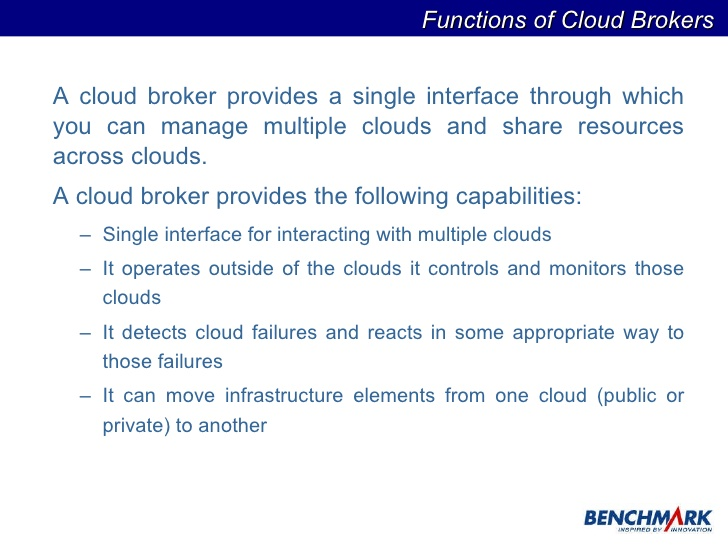 Functions of Cloud Brokers
A cloud broker provides a single interface through which
you can manage multiple clouds and share resources
across clouds.
A cloud broker provides the following capabilities:
– Single interface for interacting with multiple clouds
– It operates outside of the clouds it controls and monitors those
clouds
– It detects cloud failures and reacts in some appropriate way to
those failures
– It can move infrastructure elements from one cloud (public or
private) to another
BENCHMARK
INSPIRED BY INNOVATION